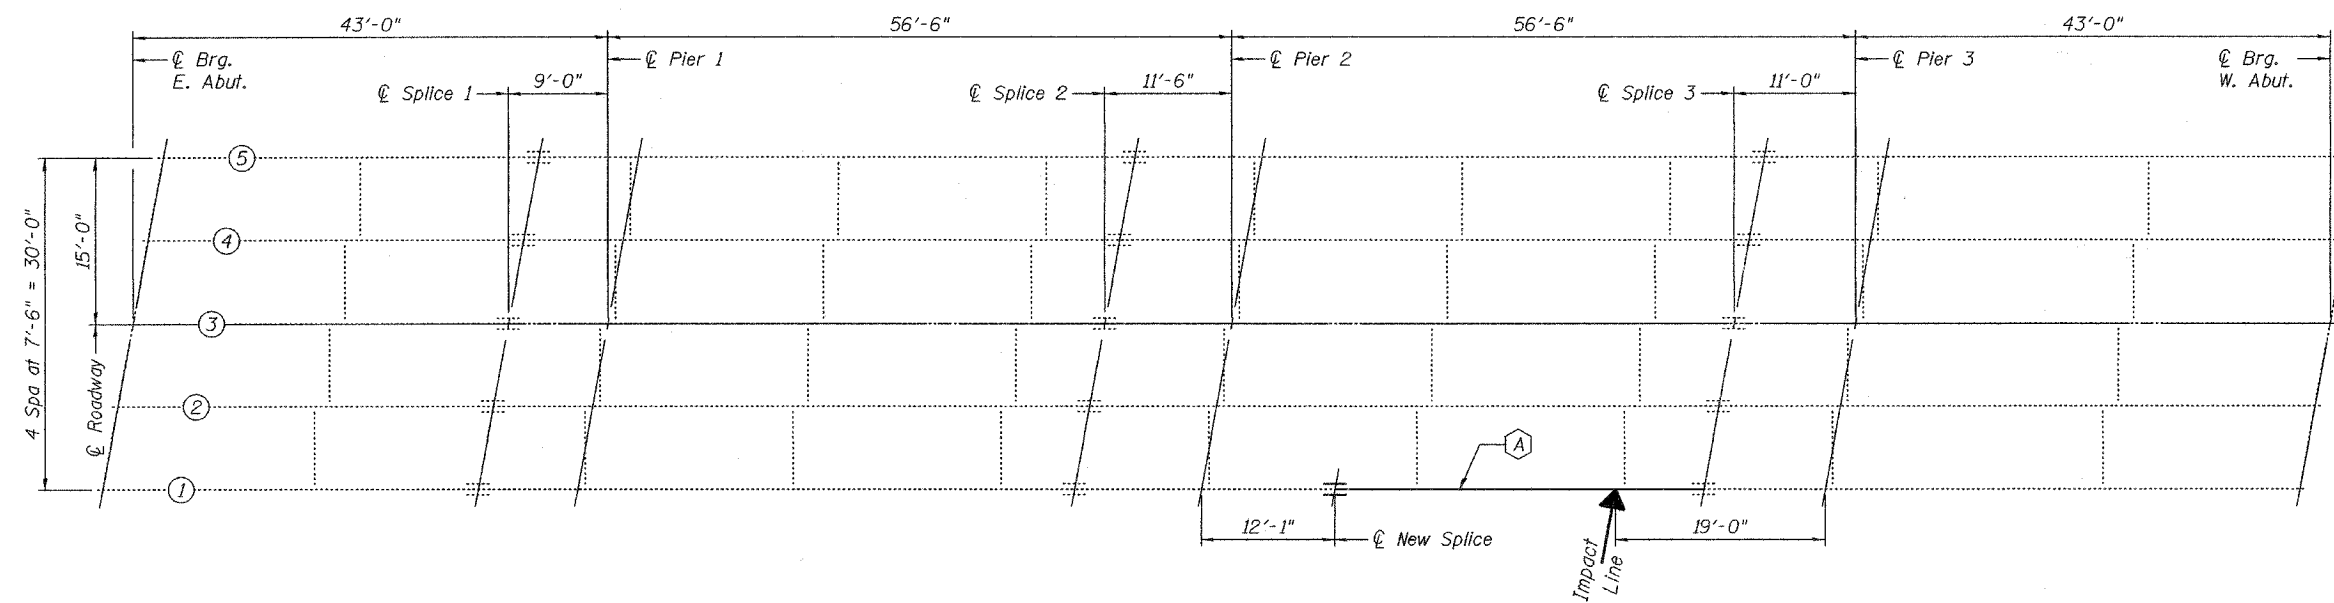 43'-0"
56'-6"
56'-6"
43'-0"
℄ Brg.
E. Abut.
℄ Pier 1
℄ Pier 2
℄ Pier 3
℄ Brg.
W. Abut.
℄ Splice 1
9'-0"
℄ Splice 2
11'-6"
℄ Splice 3
11'-0"
5
4
3
2
1
4 Spa at 7'-6" = 30'-0"
15'-0"
℄ Roadway
A
12'-1"
℄ New Splice
19'-0"
Impact
Line